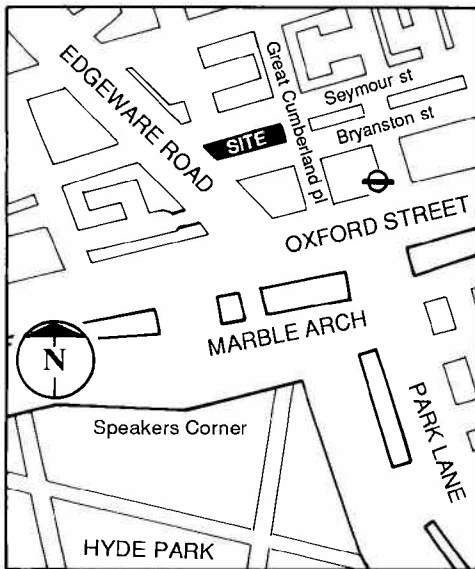 EDGEWARE ROAD
Great Cumberland pl
Seymour st
Bryanston st
SITE
OXFORD STREET
MARBLE ARCH
N
PARK LANE
Speakers Corner
HYDE PARK